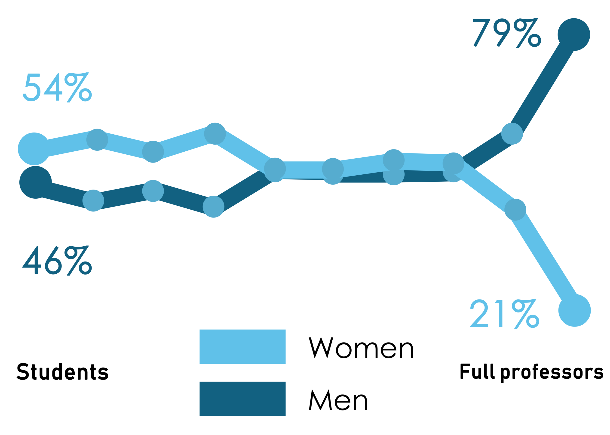 79%
54%
46%
21%
Women
Students
Full professors
Men